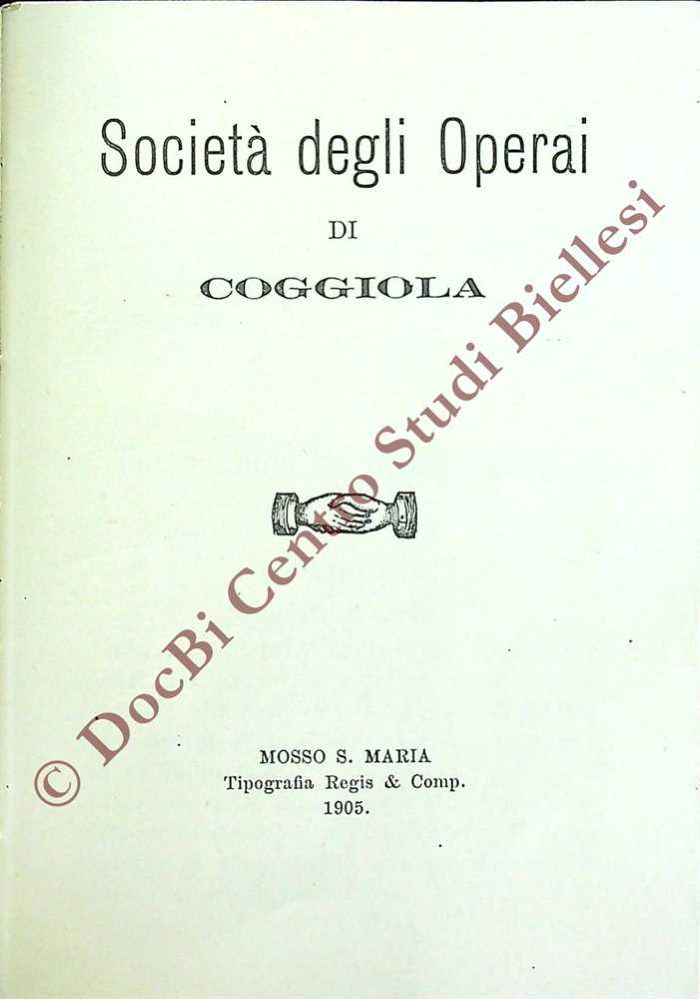 Società degli Operai
DI
COGGIOLA
© DocBi Centro Studi Biellesi
MOSSO S. MARIA
Tipografia Regis & Comp.
1905.